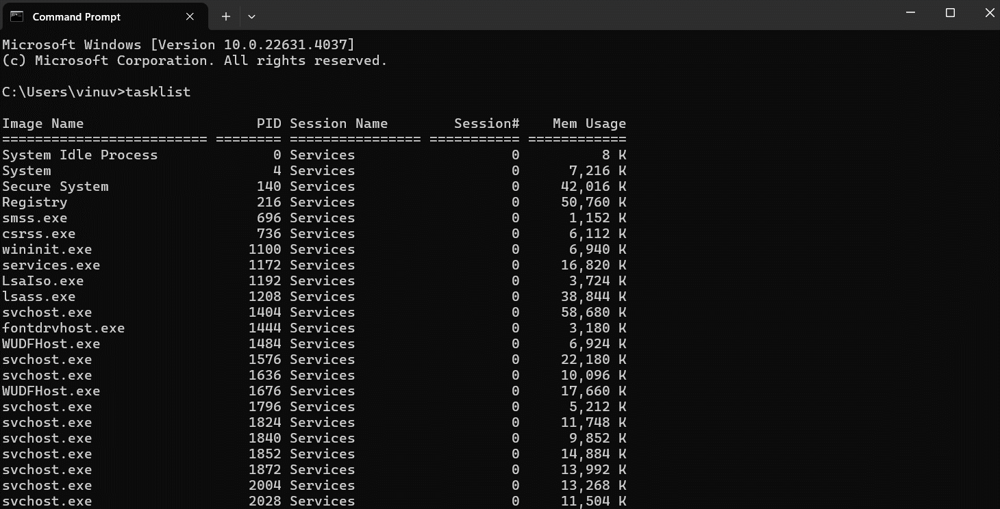 Command Prompt
Microsoft Windows [Version 10.0.22631.4037]
(c) Microsoft Corporation. All rights reserved.
C:\Users\vinuv>tasklist
Image Name                     PID Session Name        Session#    Mem Usage
========================= ======== ================ =========== ============
System Idle Process              0 Services                   0          8 K
System                           4 Services                   0      7,216 K
Secure System                  140 Services                   0     42,016 K
Registry                       216 Services                   0     50,760 K
smss.exe                       696 Services                   0      1,152 K
csrss.exe                      736 Services                   0      6,112 K
wininit.exe                   1100 Services                   0      6,940 K
services.exe                  1172 Services                   0     16,820 K
LsaIso.exe                    1192 Services                   0      3,724 K
lsass.exe                     1208 Services                   0     38,844 K
svchost.exe                   1404 Services                   0     58,680 K
fontdrvhost.exe               1444 Services                   0      3,180 K
WUDFHost.exe                  1484 Services                   0      6,924 K
svchost.exe                   1576 Services                   0     22,180 K
svchost.exe                   1636 Services                   0     10,096 K
WUDFHost.exe                  1676 Services                   0     17,660 K
svchost.exe                   1796 Services                   0      5,212 K
svchost.exe                   1824 Services                   0     11,748 K
svchost.exe                   1840 Services                   0      9,852 K
svchost.exe                   1852 Services                   0     14,884 K
svchost.exe                   1872 Services                   0     13,992 K
svchost.exe                   2004 Services                   0     13,268 K
svchost.exe                   2028 Services                   0     11,504 K